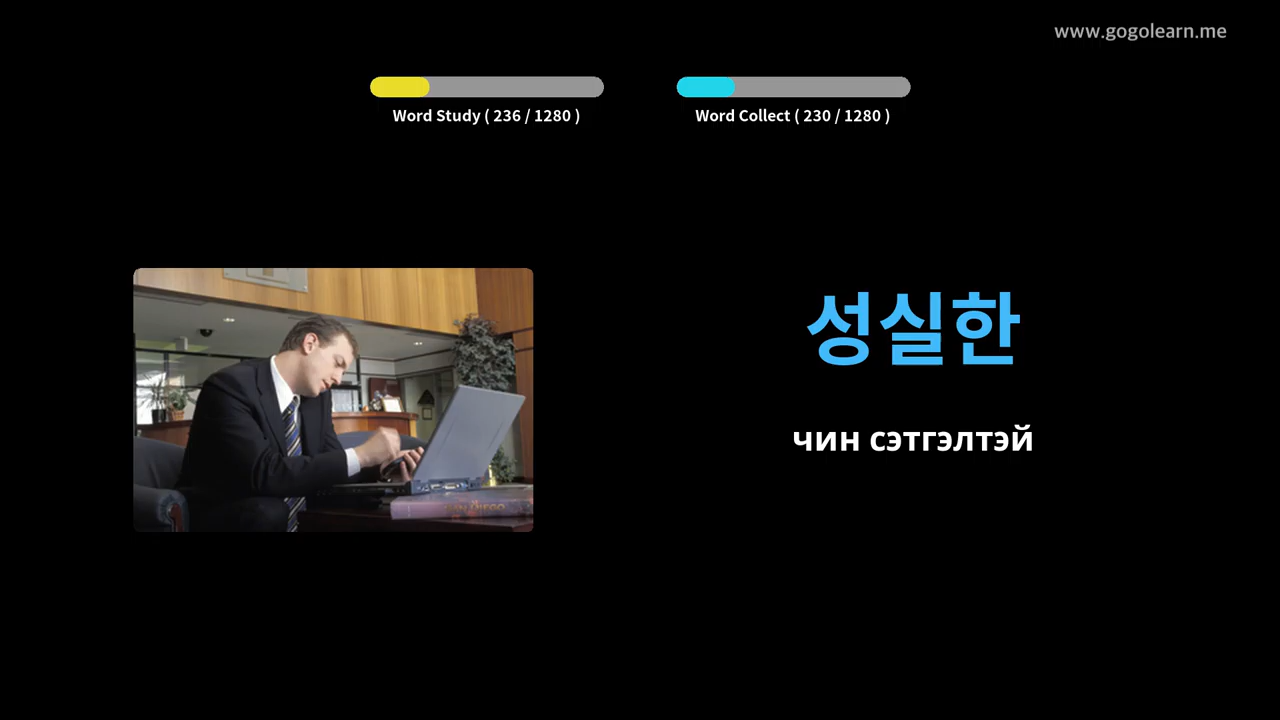 www.gogolearn.me
Word Study ( 236 / 1280 )
Word Collect ( 230 / 1280 )
성실한
чин сэтгэлтэй